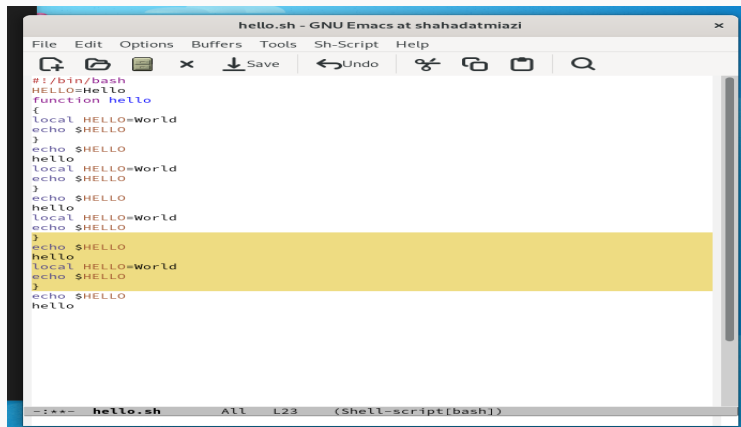 hello.sh - GNU Emacs at shahadatmiazi
File Edit Options Buffers Tools Sh-Script Help
Save Undo
#!/bin/bash
HELLO=Hello
function hello
{
local HELLO=World
echo $HELLO
}
echo $HELLO
hello
local HELLO=World
echo $HELLO
}
echo $HELLO
hello
local HELLO=World
echo $HELLO
}
echo $HELLO
hello
local HELLO=World
echo $HELLO
}
echo $HELLO
hello
-:**- hello.sh All L23 (Shell-script[bash])